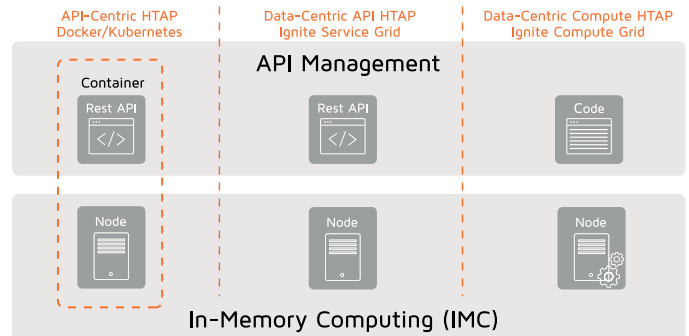 API-Centric HTAP
Docker/Kubernetes
Data-Centric API HTAP
Ignite Service Grid
Data-Centric Compute HTAP
Ignite Compute Grid
API Management
Container
Rest API
</>
Rest API
</>
Code
Node
Node
Node
In-Memory Computing (IMC)